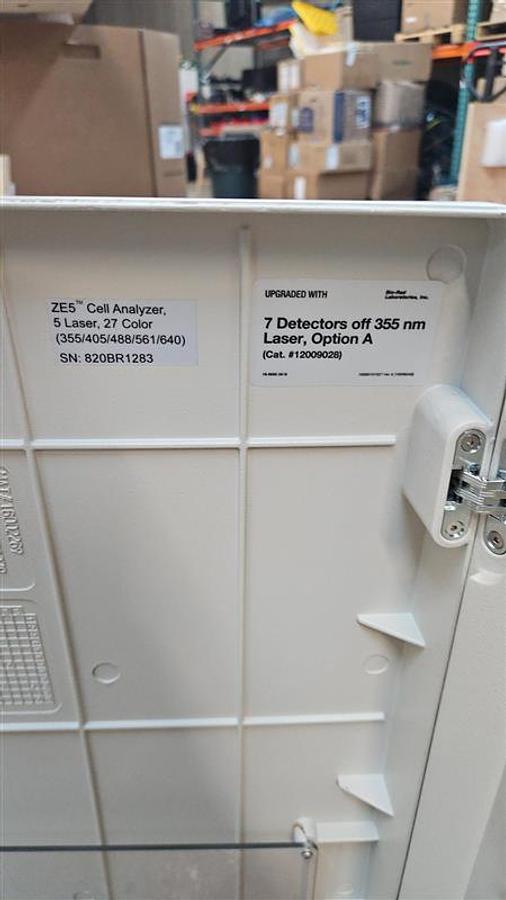 ZE5™ Cell Analyzer,
5 Laser, 27 Color
(355/405/488/561/640)
SN: 820BR1283
UPGRADED WITH
Bio-Rad
Laboratories, Inc.
7 Detectors off 355 nm
Laser, Option A
(Cat. #12009028)